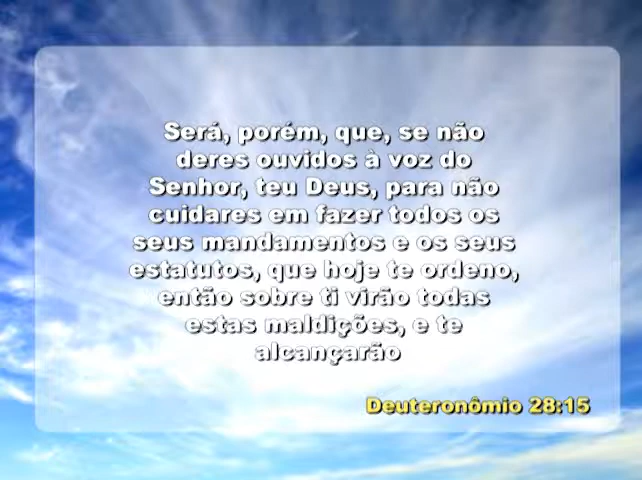 Será, porém, que, se não
deres ouvidos à voz do
Senhor, teu Deus, para não
cuidares em fazer todos os
seus mandamentos e os seus
estatutos, que hoje te ordeno,
então sobre ti virão todas
estas maldições, e te
alcançarão
Deuteronômio 28:15